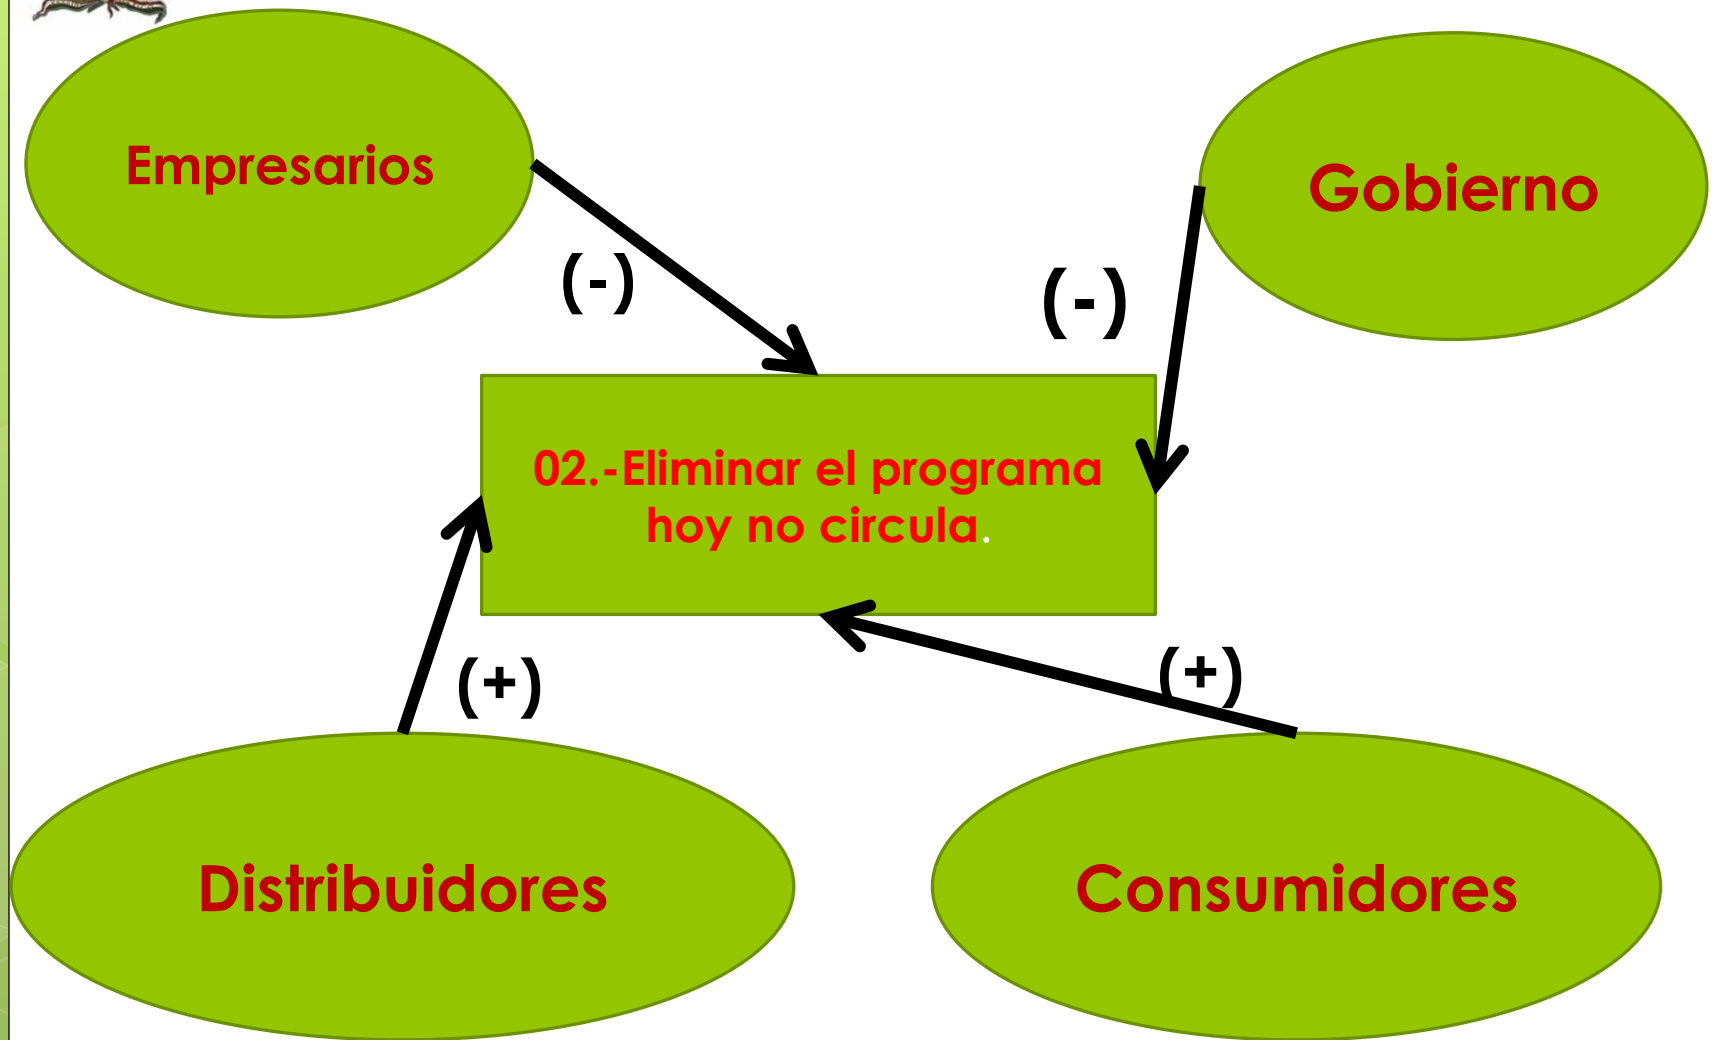 Empresarios
Gobierno
(-)
(-)
02.-Eliminar el programa
hoy no circula.
(+)
(+)
Distribuidores
Consumidores